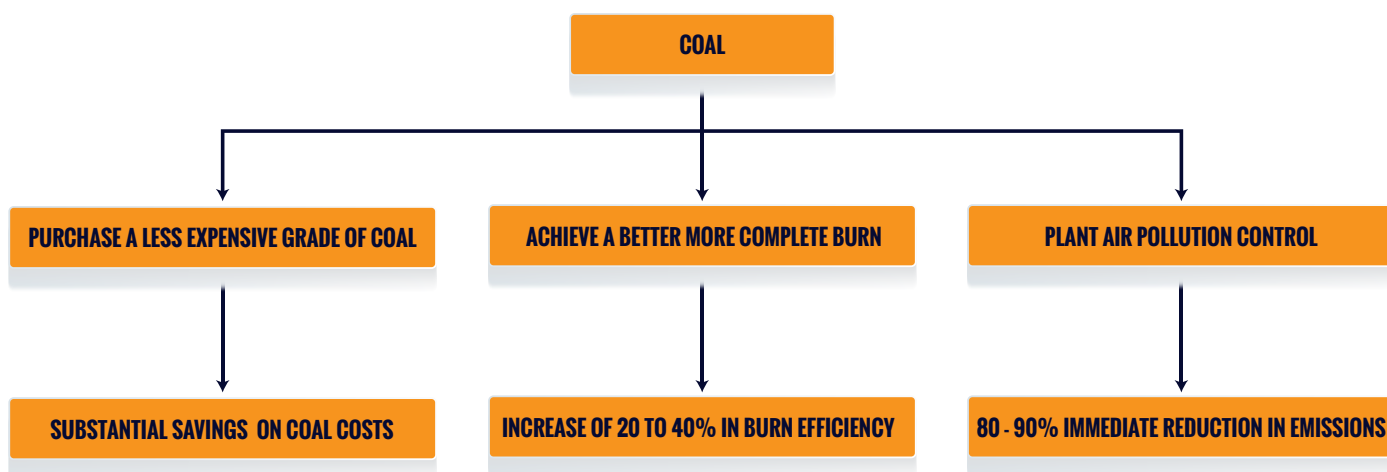 COAL
PURCHASE A LESS EXPENSIVE GRADE OF COAL
ACHIEVE A BETTER MORE COMPLETE BURN
PLANT AIR POLLUTION CONTROL
SUBSTANTIAL SAVINGS ON COAL COSTS
INCREASE OF 20 TO 40% IN BURN EFFICIENCY
80 - 90% IMMEDIATE REDUCTION IN EMISSIONS